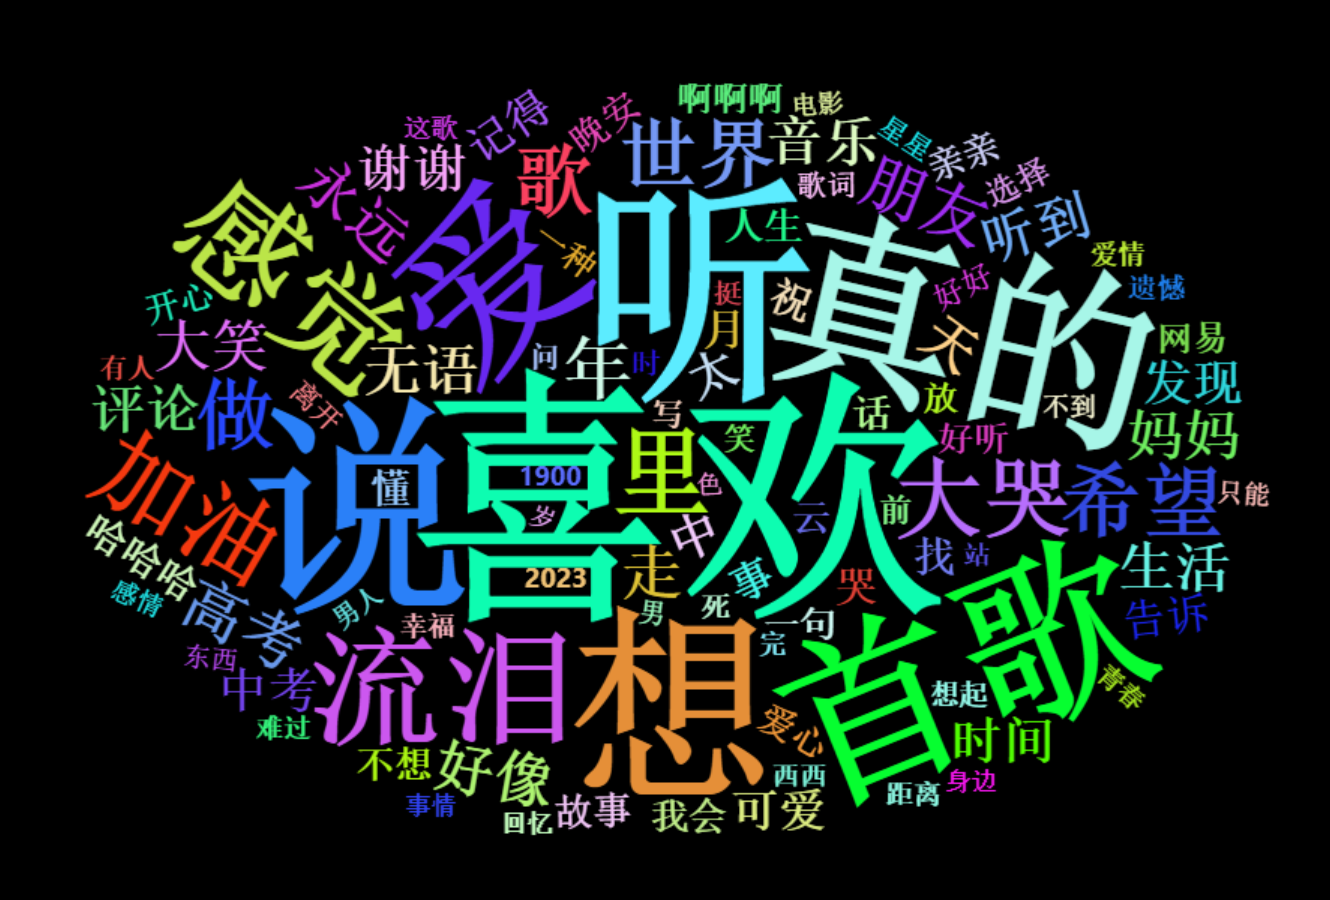 啊啊啊
电影
这歌
记得
晚安
世界
音乐
星星
亲亲
谢谢
歌
歌词
朋友
选择
永远
爱
听
人生
真的
听到
感觉
一种
爱情
开心
挺
祝
好好
遗憾
大笑
无语
问
年
时
月
太
天
网易
有人
评论
做
离开
写
笑
话
放
不到
发现
好听
妈妈
加油
说
懂
喜欢
1900
里
色
大哭
希望
只能
岁
中
云
前
找
站
生活
哈哈哈
2023
走
事
哭
感情
高考
男人
幸福
男
死
一句
完
首歌
告诉
东西
中考
流泪
想
想起
青春
难过
爱心
时间
不想
好像
西西
身边
距离
事情
回忆
故事
我会
可爱